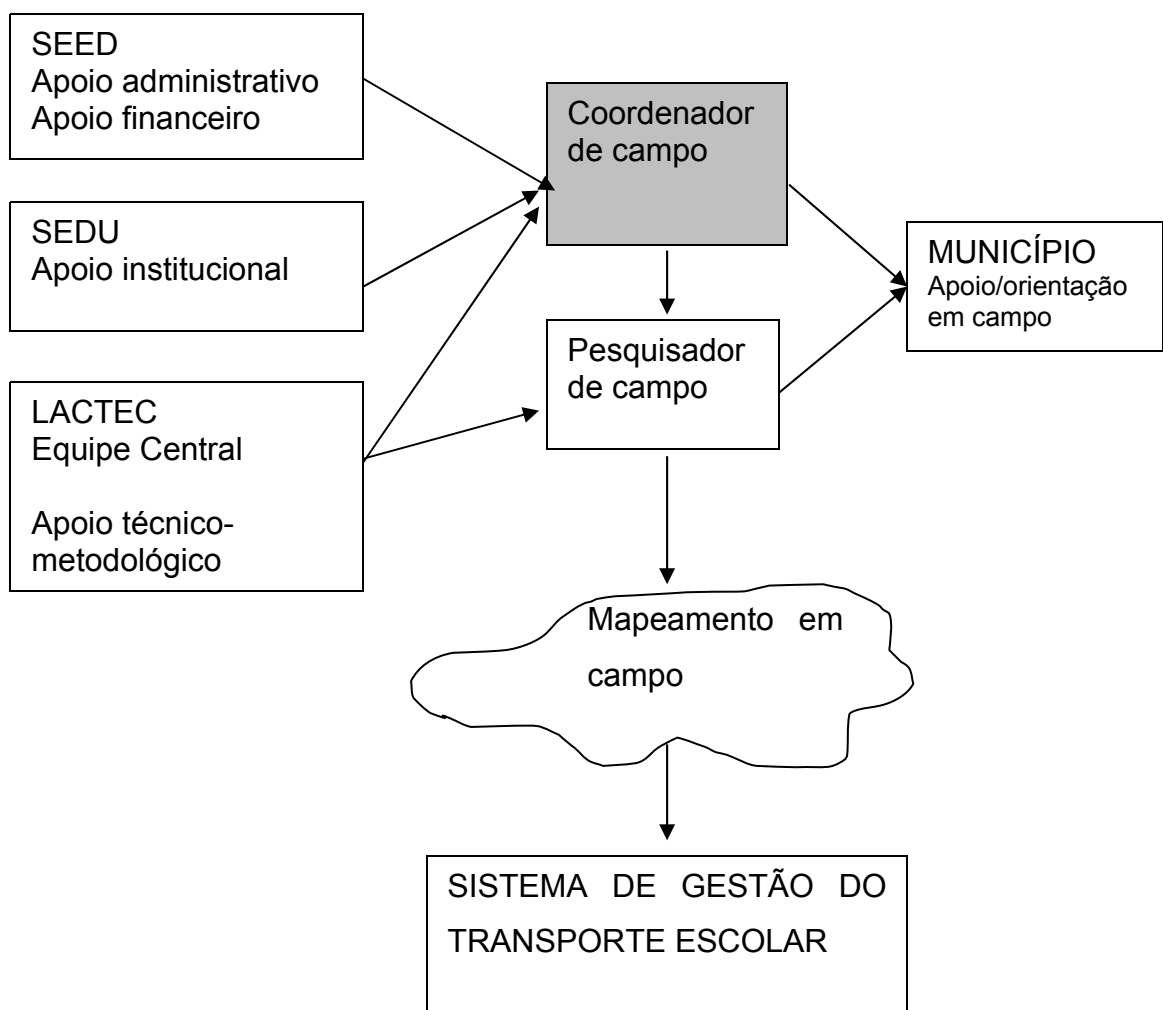 SEED
Apoio administrativo
Apoio financeiro
SEDU
Apoio institucional
LACTEC
Equipe Central
Apoio técnico-
metodológico
Coordenador
de campo
Pesquisador
de campo
MUNICÍPIO
Apoio/orientação
em campo
Mapeamento em
campo
SISTEMA DE GESTÃO DO
TRANSPORTE ESCOLAR